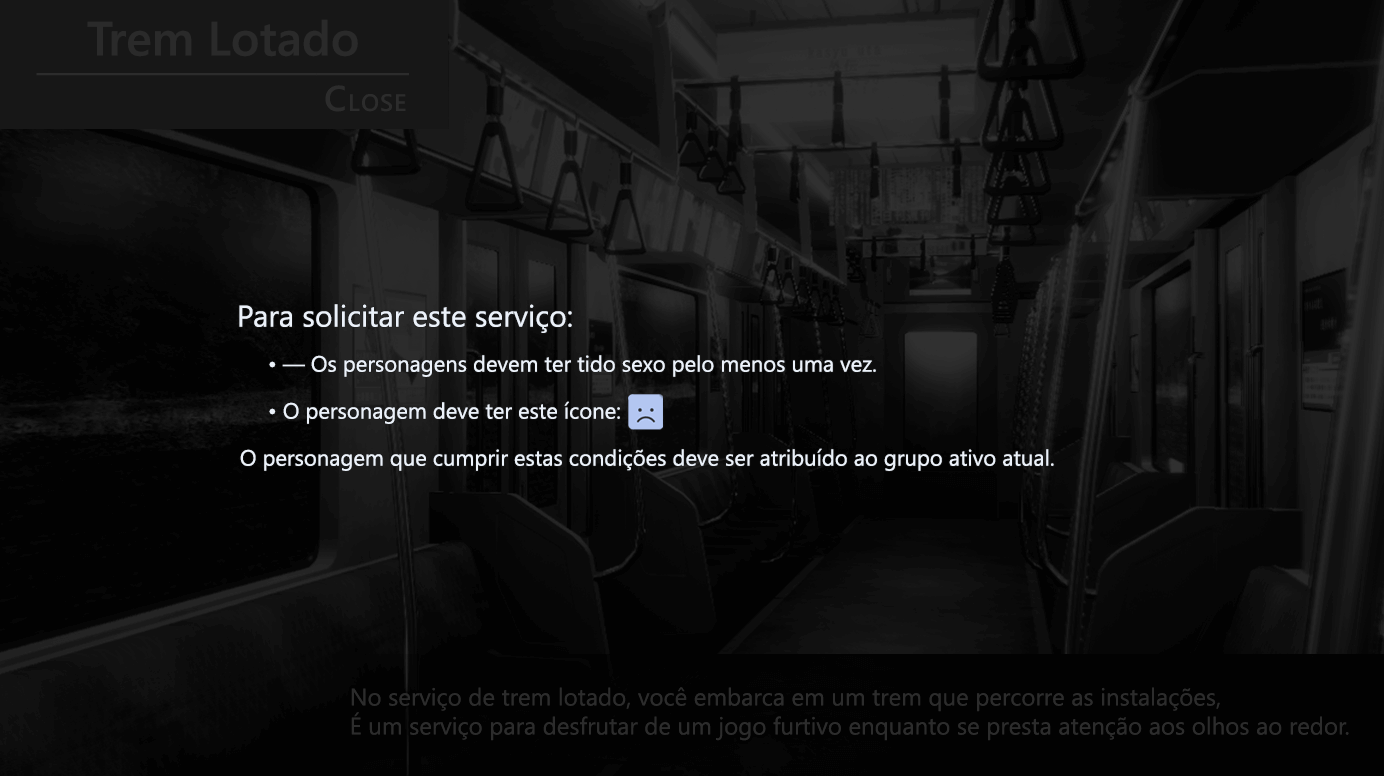 Trem Lotado
CLOSE
Para solicitar este serviço:
• — Os personagens devem ter tido sexo pelo menos uma vez.
• O personagem deve ter este ícone:
O personagem que cumprir estas condições deve ser atribuído ao grupo ativo atual.
No serviço de trem lotado, você embarca em um trem que percorre as instalações,
É um serviço para desfrutar de um jogo furtivo enquanto se presta atenção aos olhos ao redor.